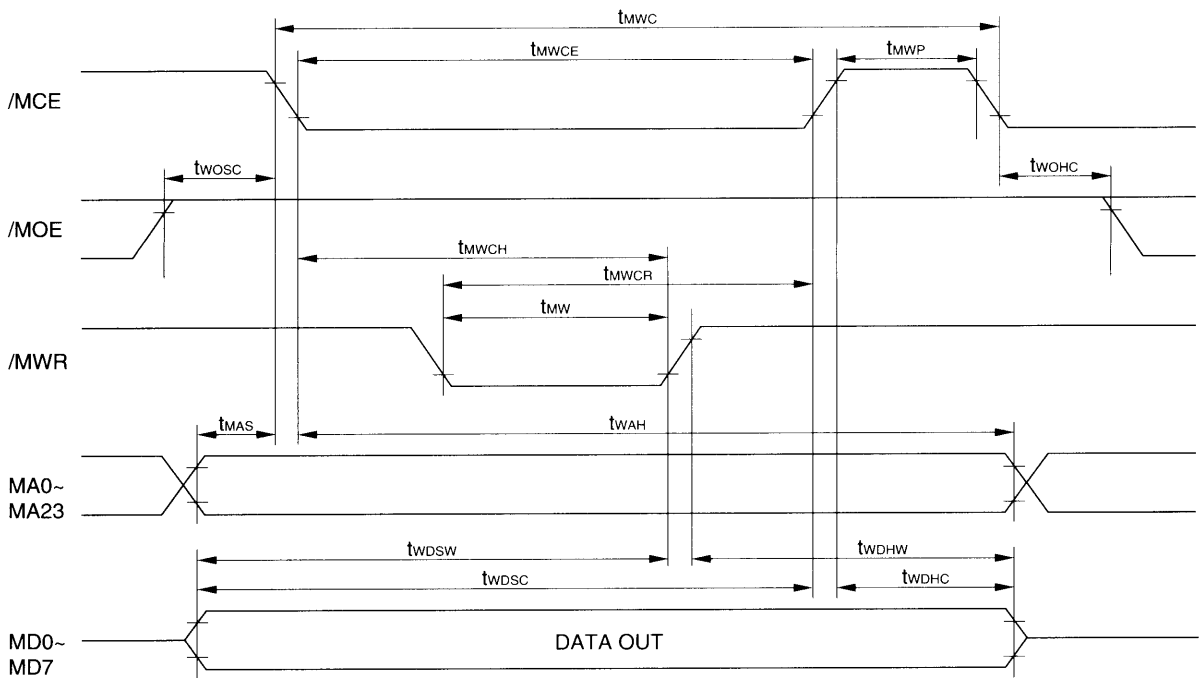 tMWC
tMWCE
tMWP
/MCE
tWOSC
tWOHC
/MOE
tMWCH
tMWCR
tMW
/MWR
tMAS
tWAH
MA0~
MA23
tWDSW
tWDHW
tWDSC
tWDHC
MD0~
MD7
DATA OUT